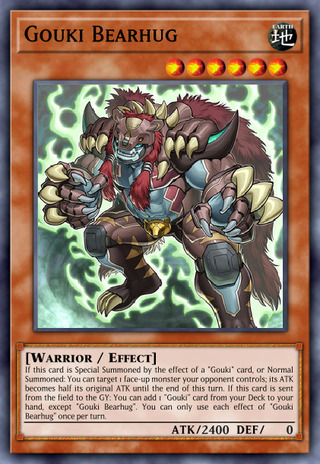 Gouki Bearhug
EARTH
地
[Warrior / Effect]
If this card is Special Summoned by the effect of a "Gouki" card, or Normal
Summoned: You can target 1 face-up monster your opponent controls; its ATK
becomes half its original ATK until the end of this turn. If this card is sent
from the field to the GY: You can add 1 "Gouki" card from your Deck to your
hand, except "Gouki Bearhug". You can only use each effect of "Gouki
Bearhug" once per turn.
ATK/2400 DEF/ 0